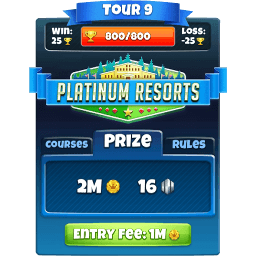 TOUR 9
WIN: 25
800/800
LOSS: -25
PLATINUM RESORTS
COURSES PRIZE RULES
2M 16
ENTRY FEE: 1M